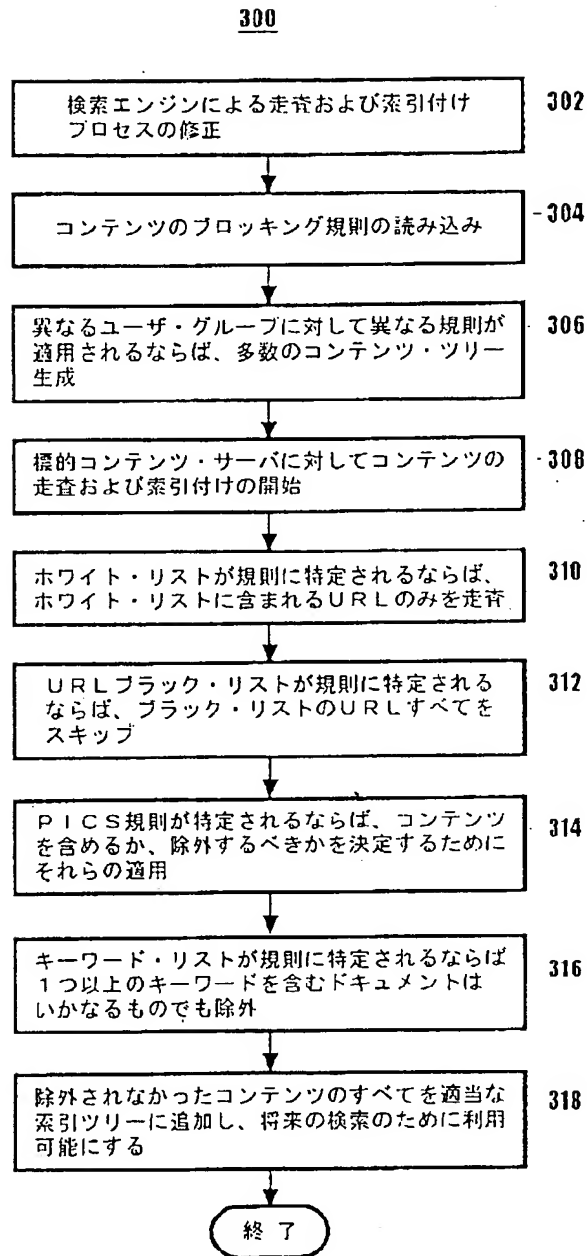 300
検索エンジンによる走査および索引付け
プロセスの修正
302
コンテンツのブロッキング規則の読み込み
304
異なるユーザ・グループに対して異なる規則が
適用されるならば、多数のコンテンツ・ツリー
生成
306
標的コンテンツ・サーバに対してコンテンツの
走査および索引付けの開始
308
ホワイト・リストが規則に特定されるならば、
ホワイト・リストに含まれるURLのみを走査
310
URLブラック・リストが規則に特定される
ならば、ブラック・リストのURLすべてを
スキップ
312
PICS規則が特定されるならば、コンテンツ
を含めるか、除外するべきかを決定するために
それらの適用
314
キーワード・リストが規則に特定されるならば
1つ以上のキーワードを含むドキュメントは
いかなるものでも除外
316
除外されなかったコンテンツのすべてを適当な
索引ツリーに追加し、将来の検索のために利用
可能にする
318
終了